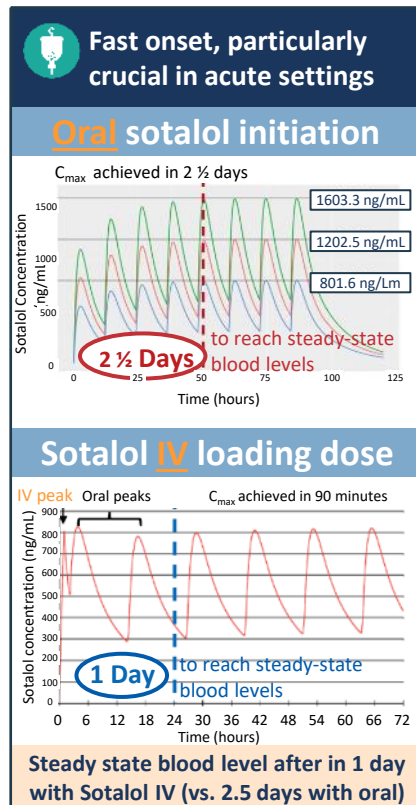 Fast onset, particularly
crucial in acute settings
Oral sotalol initiation
Cmax achieved in 2 ½ days
Sotalol Concentration
ng/mL)
1500
1000
500
0
1603.3 ng/mL
1202.5 ng/mL
801.6 ng/Lm
2 ½ Days
to reach steady-state
blood levels
0 25 50 75 100 125
Time (hours)
Sotalol IV loading dose
IV peak
Oral peaks
Cmax achieved in 90 minutes
Sotalol concentration (ng/mL)
900
800
700
600
500
400
300
200
100
0
1 Day
to reach steady-state
blood levels
0 6 12 18 24 30 36 42 48 54 60 66 72
Time (hours)
Steady state blood level after in 1 day
with Sotalol IV (vs. 2.5 days with oral)